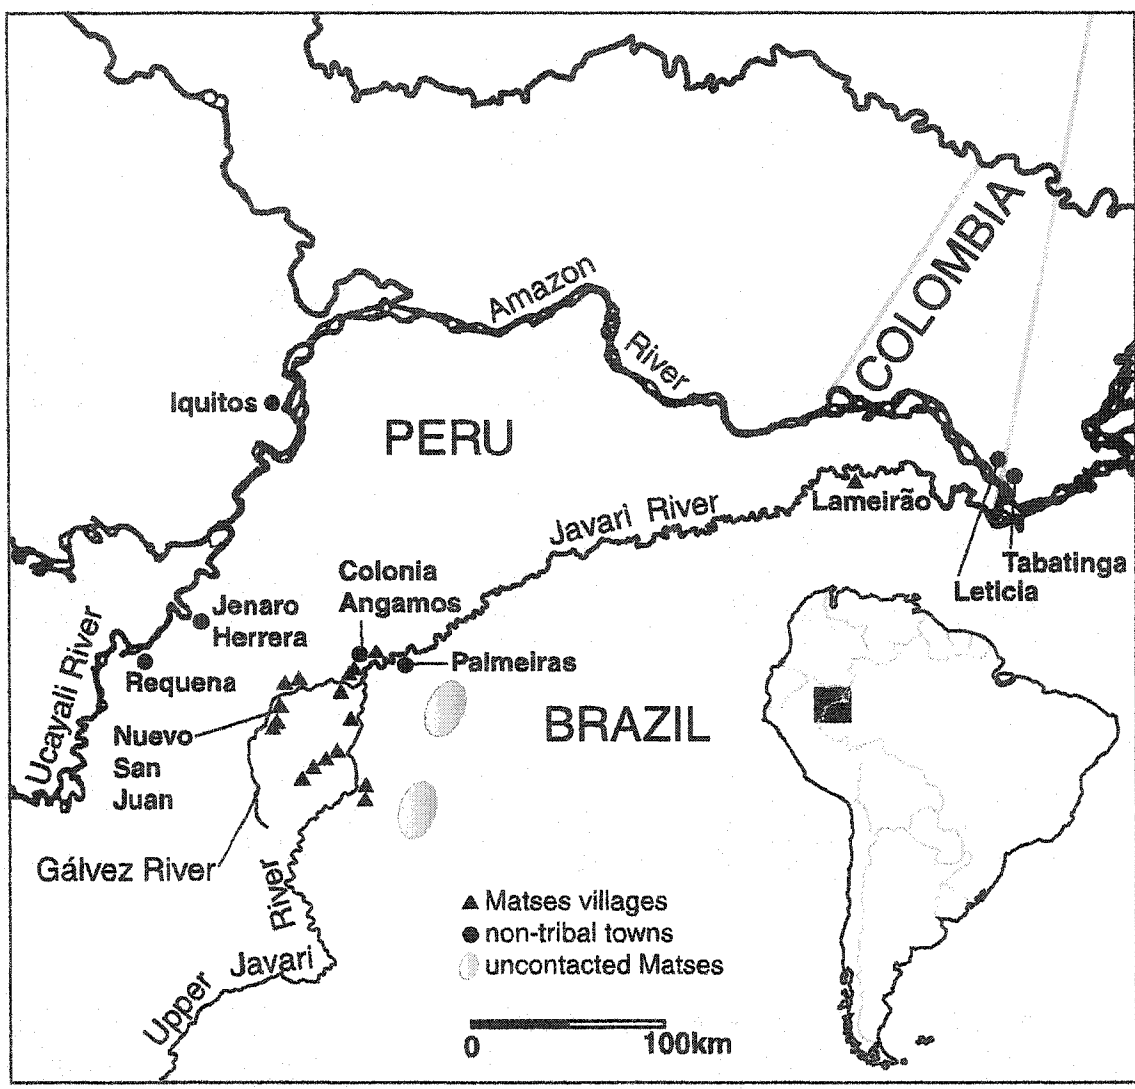 Amazon
River
COLOMBIA
Iquitos
PERU
Lameirão
Javari River
Tabatinga
Leticia
Colonia
Angamos
Jenaro
Herrera
Palmeiras
Requena
Ucayali River
BRAZIL
Nuevo
San
Juan
Gálvez River
Upper Javari River
Matses villages
non-tribal towns
uncontacted Matses
0 100km